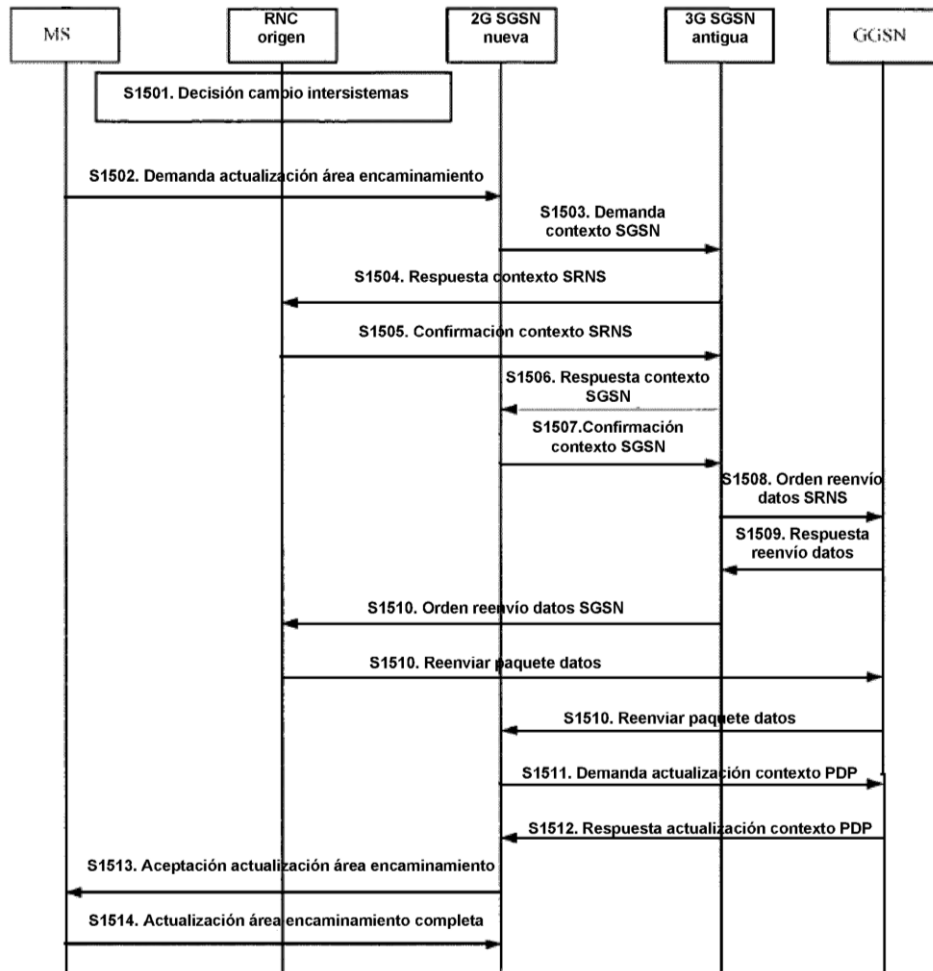 MS
RNC
origen
2G SGSN
nueva
3G SGSN
antigua
GGSN
S1501. Decisión cambio intersistemas
S1502. Demanda actualización área encaminamiento
S1503. Demanda
contexto SGSN
S1504. Respuesta contexto SRNS
S1505. Confirmación contexto SRNS
S1506. Respuesta contexto
SGSN
S1507.Confirmación
contexto SGSN
S1508. Orden reenvío
datos SRNS
S1509. Respuesta
reenvío datos
S1510. Orden reenvío datos SGSN
S1510. Reenviar paquete datos
S1510. Reenviar paquete datos
S1511. Demanda actualización contexto PDP
S1512. Respuesta actualización contexto PDP
S1513. Aceptación actualización área encaminamiento
S1514. Actualización área encaminamiento completa